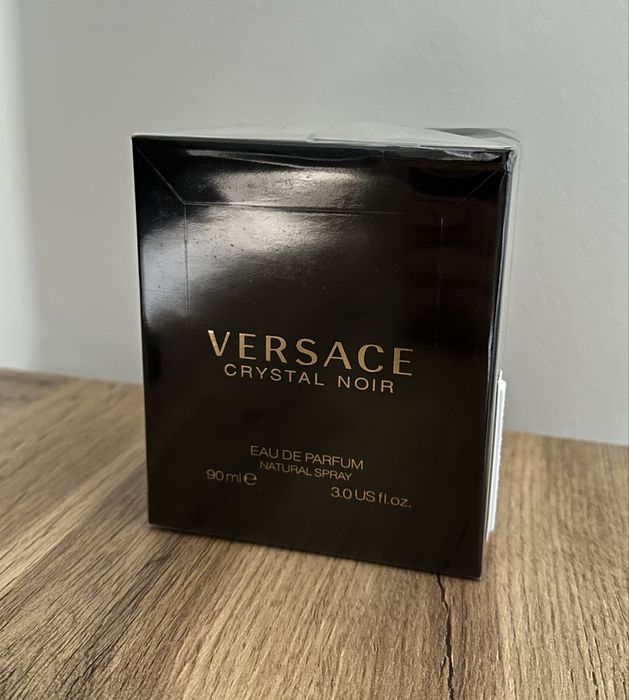 VERSACE
CRYSTAL NOIR
EAU DE PARFUM
NATURAL SPRAY
90 ml ℮ 3.0 US fl.oz.